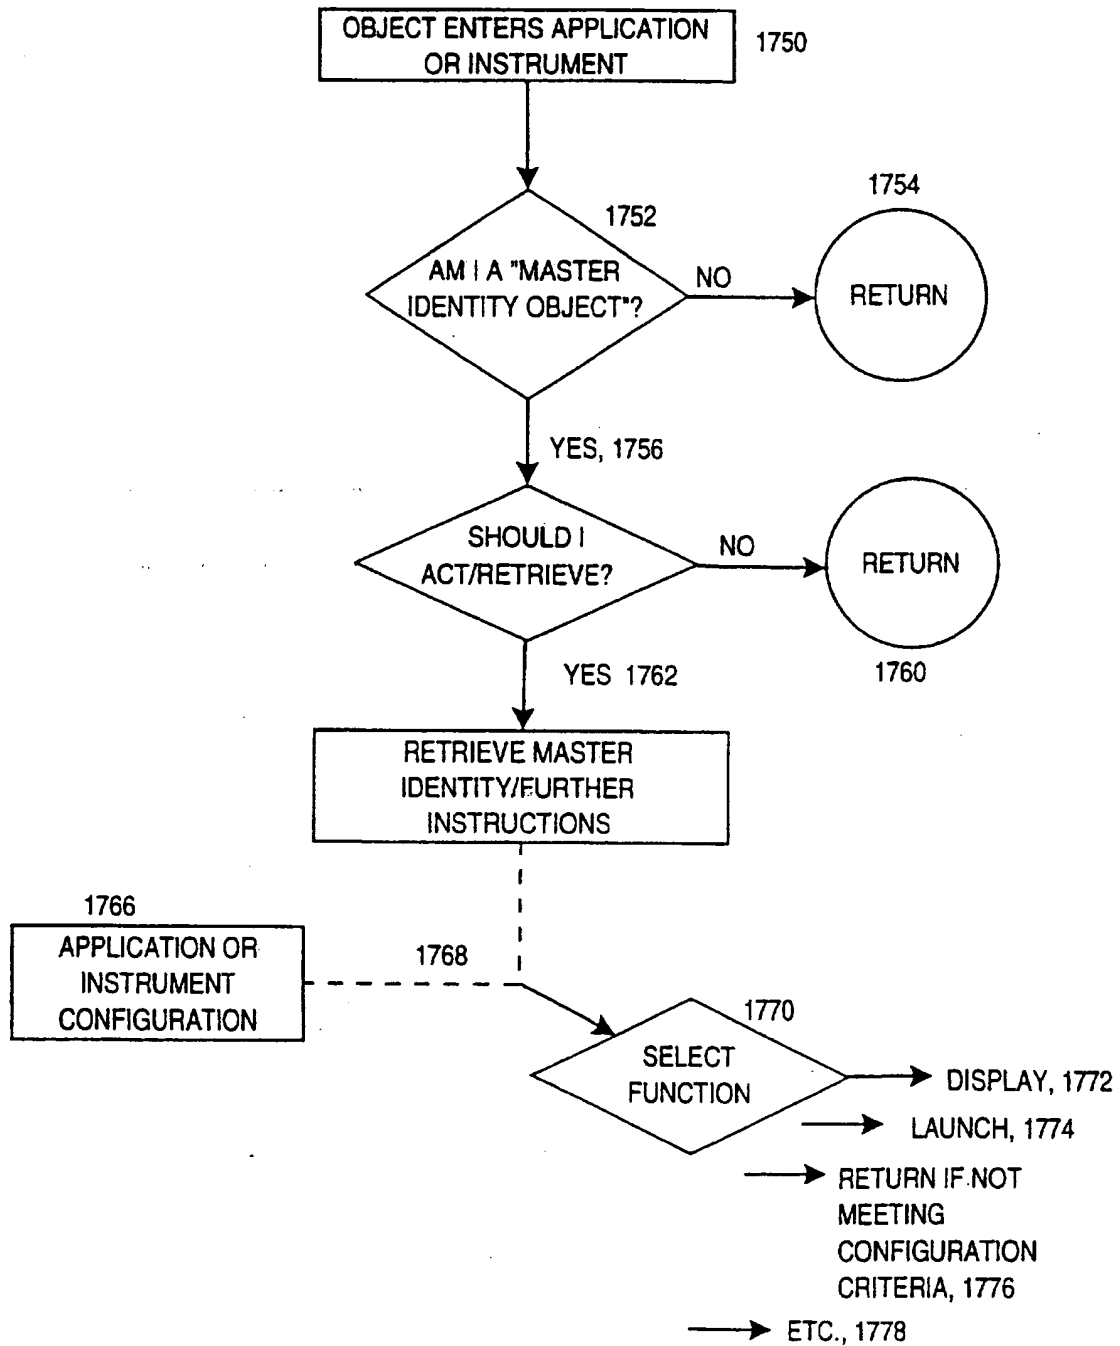 OBJECT ENTERS APPLICATION
OR INSTRUMENT
1750
1752
AM I A "MASTER
IDENTITY OBJECT"?
NO
1754
RETURN
YES, 1756
SHOULD I
ACT/RETRIEVE?
NO
RETURN
1760
YES 1762
RETRIEVE MASTER
IDENTITY/FURTHER
INSTRUCTIONS
1766
APPLICATION OR
INSTRUMENT
CONFIGURATION
1768
1770
SELECT
FUNCTION
DISPLAY, 1772
LAUNCH, 1774
RETURN IF NOT
MEETING
CONFIGURATION
CRITERIA, 1776
ETC., 1778